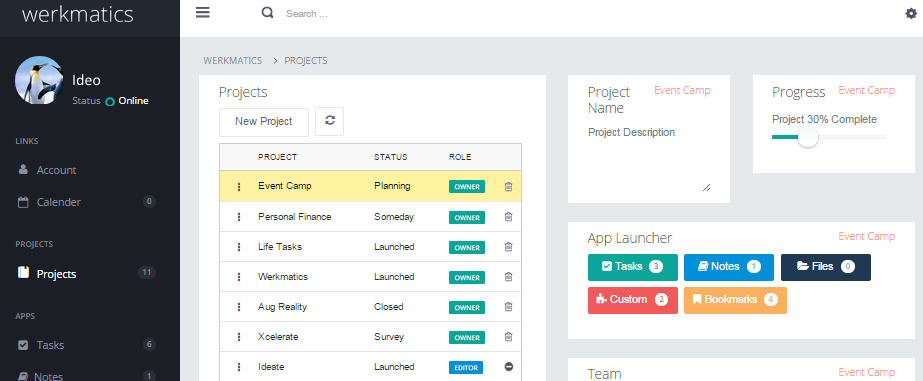 werkmatics
Search ...
Ideo
Status Online
LINKS
Account
Calender 0
PROJECTS
Projects 11
APPS
Tasks 6
Notes 1
WERKMATICS > PROJECTS
Projects
New Project
PROJECT STATUS ROLE
Event Camp Planning OWNER
Personal Finance Someday OWNER
Life Tasks Launched OWNER
Werkmatics Launched OWNER
Aug Reality Closed OWNER
Xcelerate Survey OWNER
Ideate Launched EDITOR
Project Name Event Camp
Project Description
Progress Event Camp
Project 30% Complete
App Launcher Event Camp
Tasks 3 Notes 1 Files 0
Custom 2 Bookmarks 4
Team Event Camp